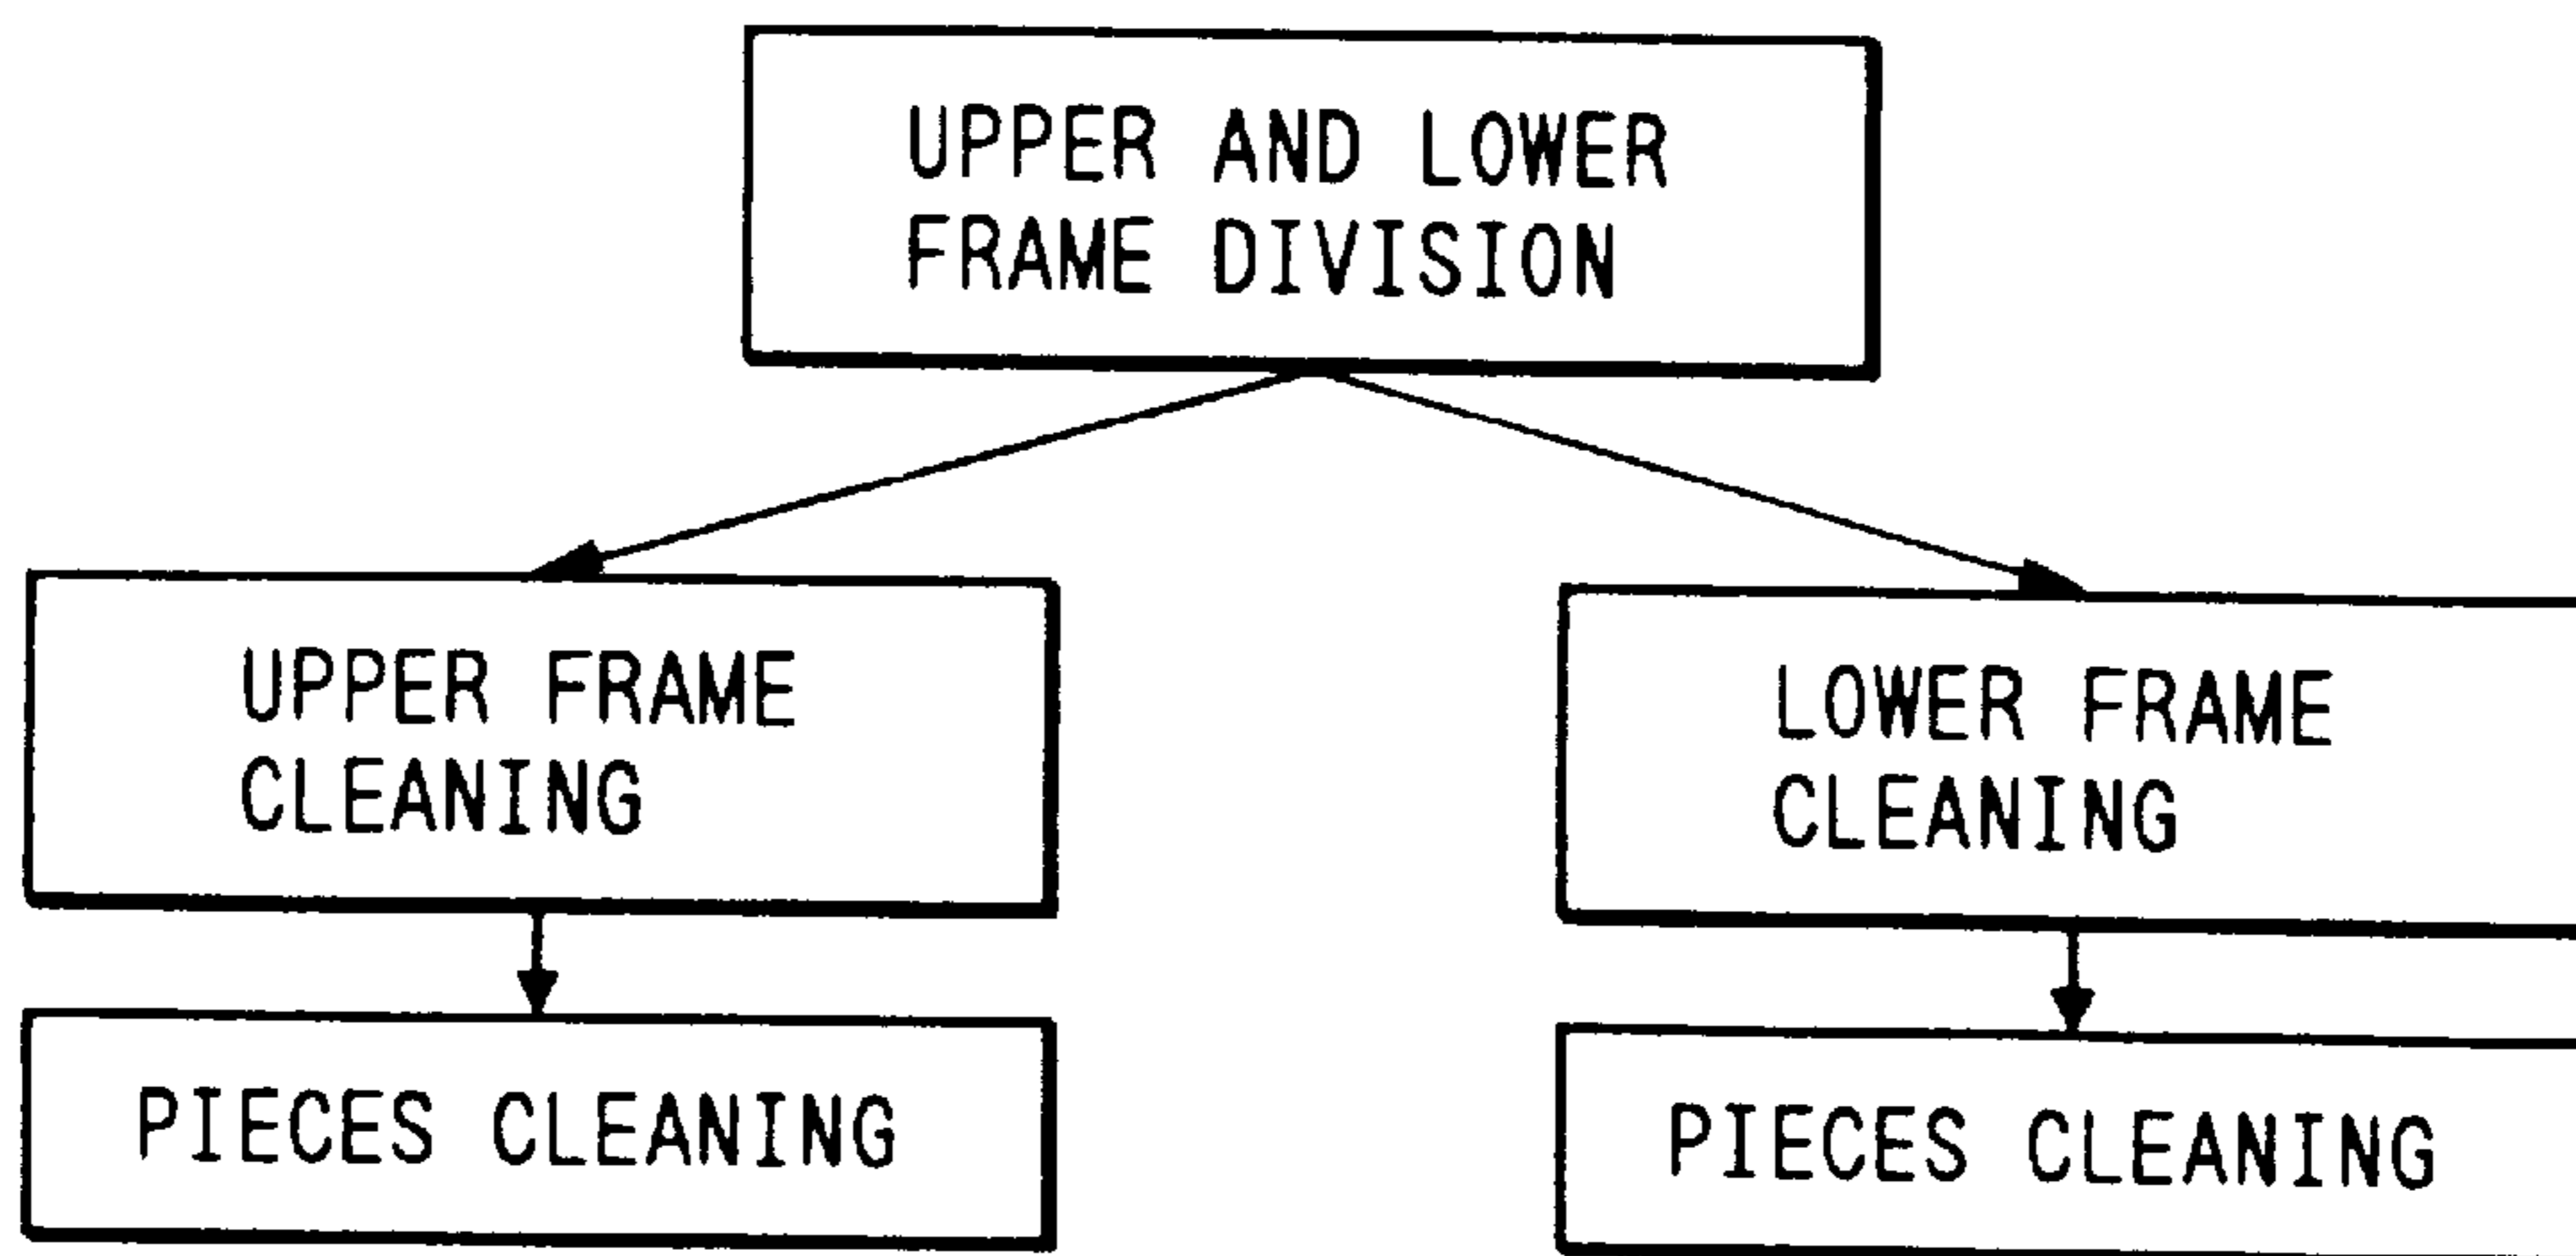 UPPER AND LOWER
FRAME DIVISION
UPPER FRAME
CLEANING
LOWER FRAME
CLEANING
PIECES CLEANING
PIECES CLEANING